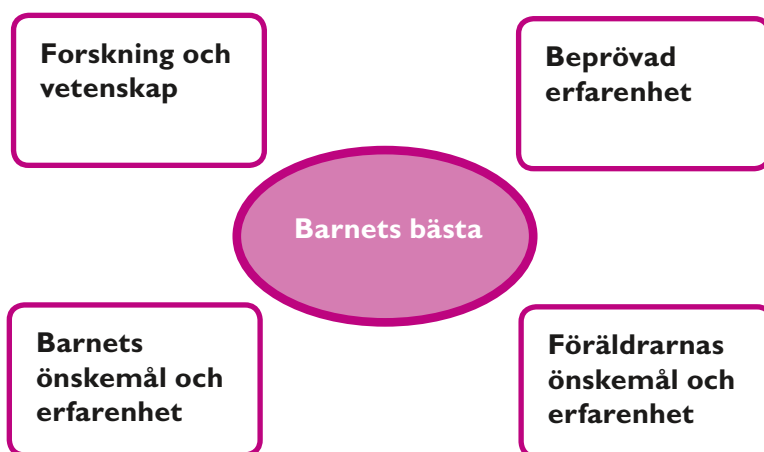 Forskning och
vetenskap
Beprövad
erfarenhet
Barnets bästa
Barnets
önskemål och
erfarenhet
Föräldrarnas
önskemål och
erfarenhet